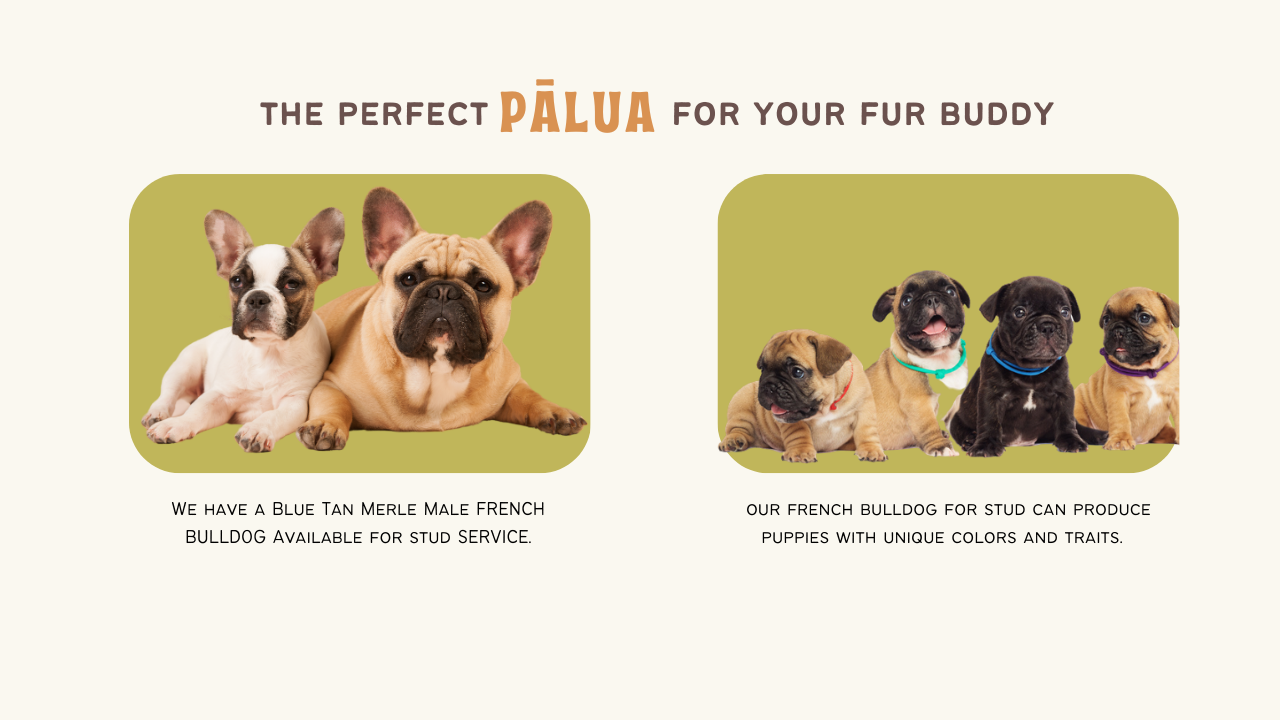 THE PERFECT PĀLUA FOR YOUR FUR BUDDY
We have a Blue Tan Merle Male FRENCH
BULLDOG Available for stud SERVICE.
our french bulldog for stud can produce
puppies with unique colors and traits.